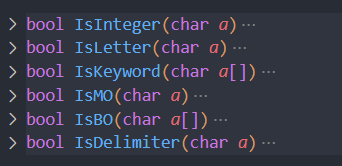 > bool IsInteger(char a)···
> bool IsLetter(char a)···
> bool IsKeyword(char a[])···
> bool IsMO(char a)···
> bool IsBO(char a[])···
> bool IsDelimiter(char a)···